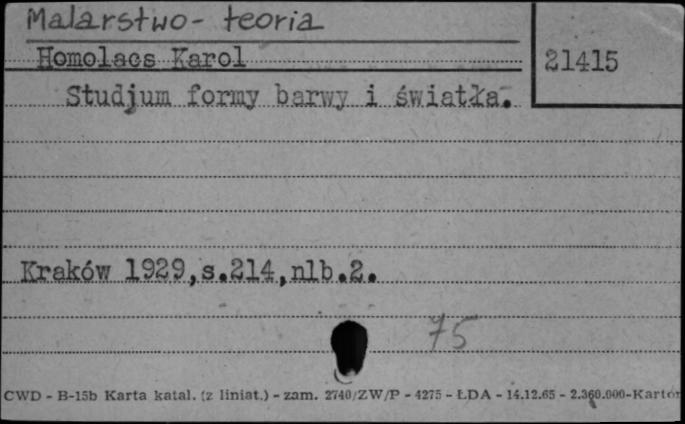 Malarstwo - teoria
Homolacs Karol
21415
Studjum formy barwy i światła.
Kraków 1929,s.214,nlb.2.
75
CWD - B-15b Karta katal. (z liniat.) - zam. 2740/ZW/P - 4275 - ŁDA - 14.12.65 - 2.360.000-Karton